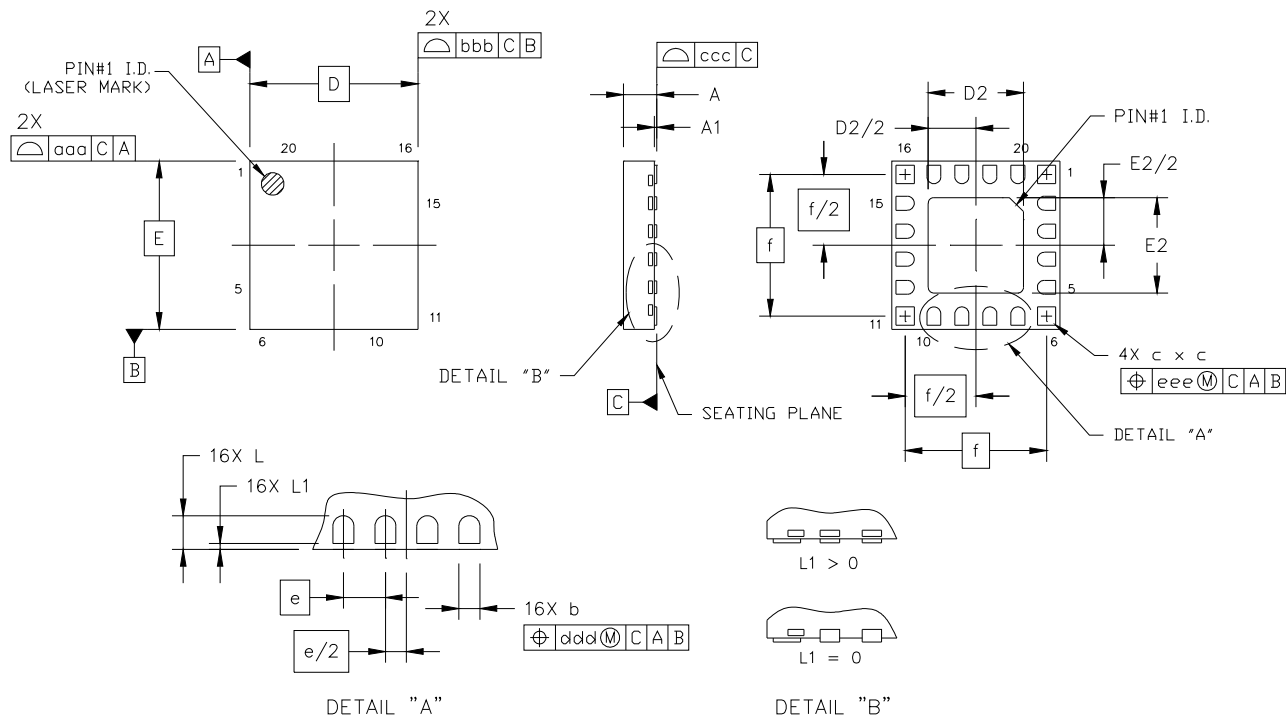 2X
bbb C B
A
PIN#1 I.D.
(LASER MARK)
D
2X
aaa C A
20
16
1
15
E
5
11
B
6
10
ccc C
A
A1
DETAIL "B"
C
SEATING PLANE
D2
D2/2
PIN#1 I.D.
16
20
1
E2/2
15
f/2
f
E2
5
11
10
6
4X c x c
eee Ⓜ C A B
f/2
f
DETAIL "A"
16X L
16X L1
e
e/2
16X b
ddd Ⓜ C A B
DETAIL "A"
L1 > 0
L1 = 0
DETAIL "B"